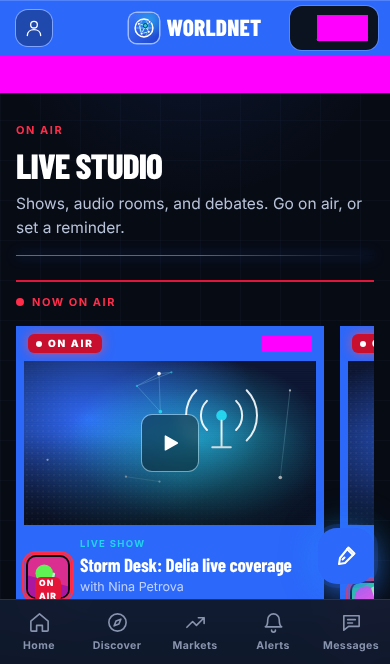 WORLDNET
ON AIR
LIVE STUDIO
Shows, audio rooms, and debates. Go on air, or
set a reminder.
NOW ON AIR
ON AIR
LIVE SHOW
Storm Desk: Delia live coverage
with Nina Petrova
ON
AIR
Home
Discover
Markets
Alerts
Messages